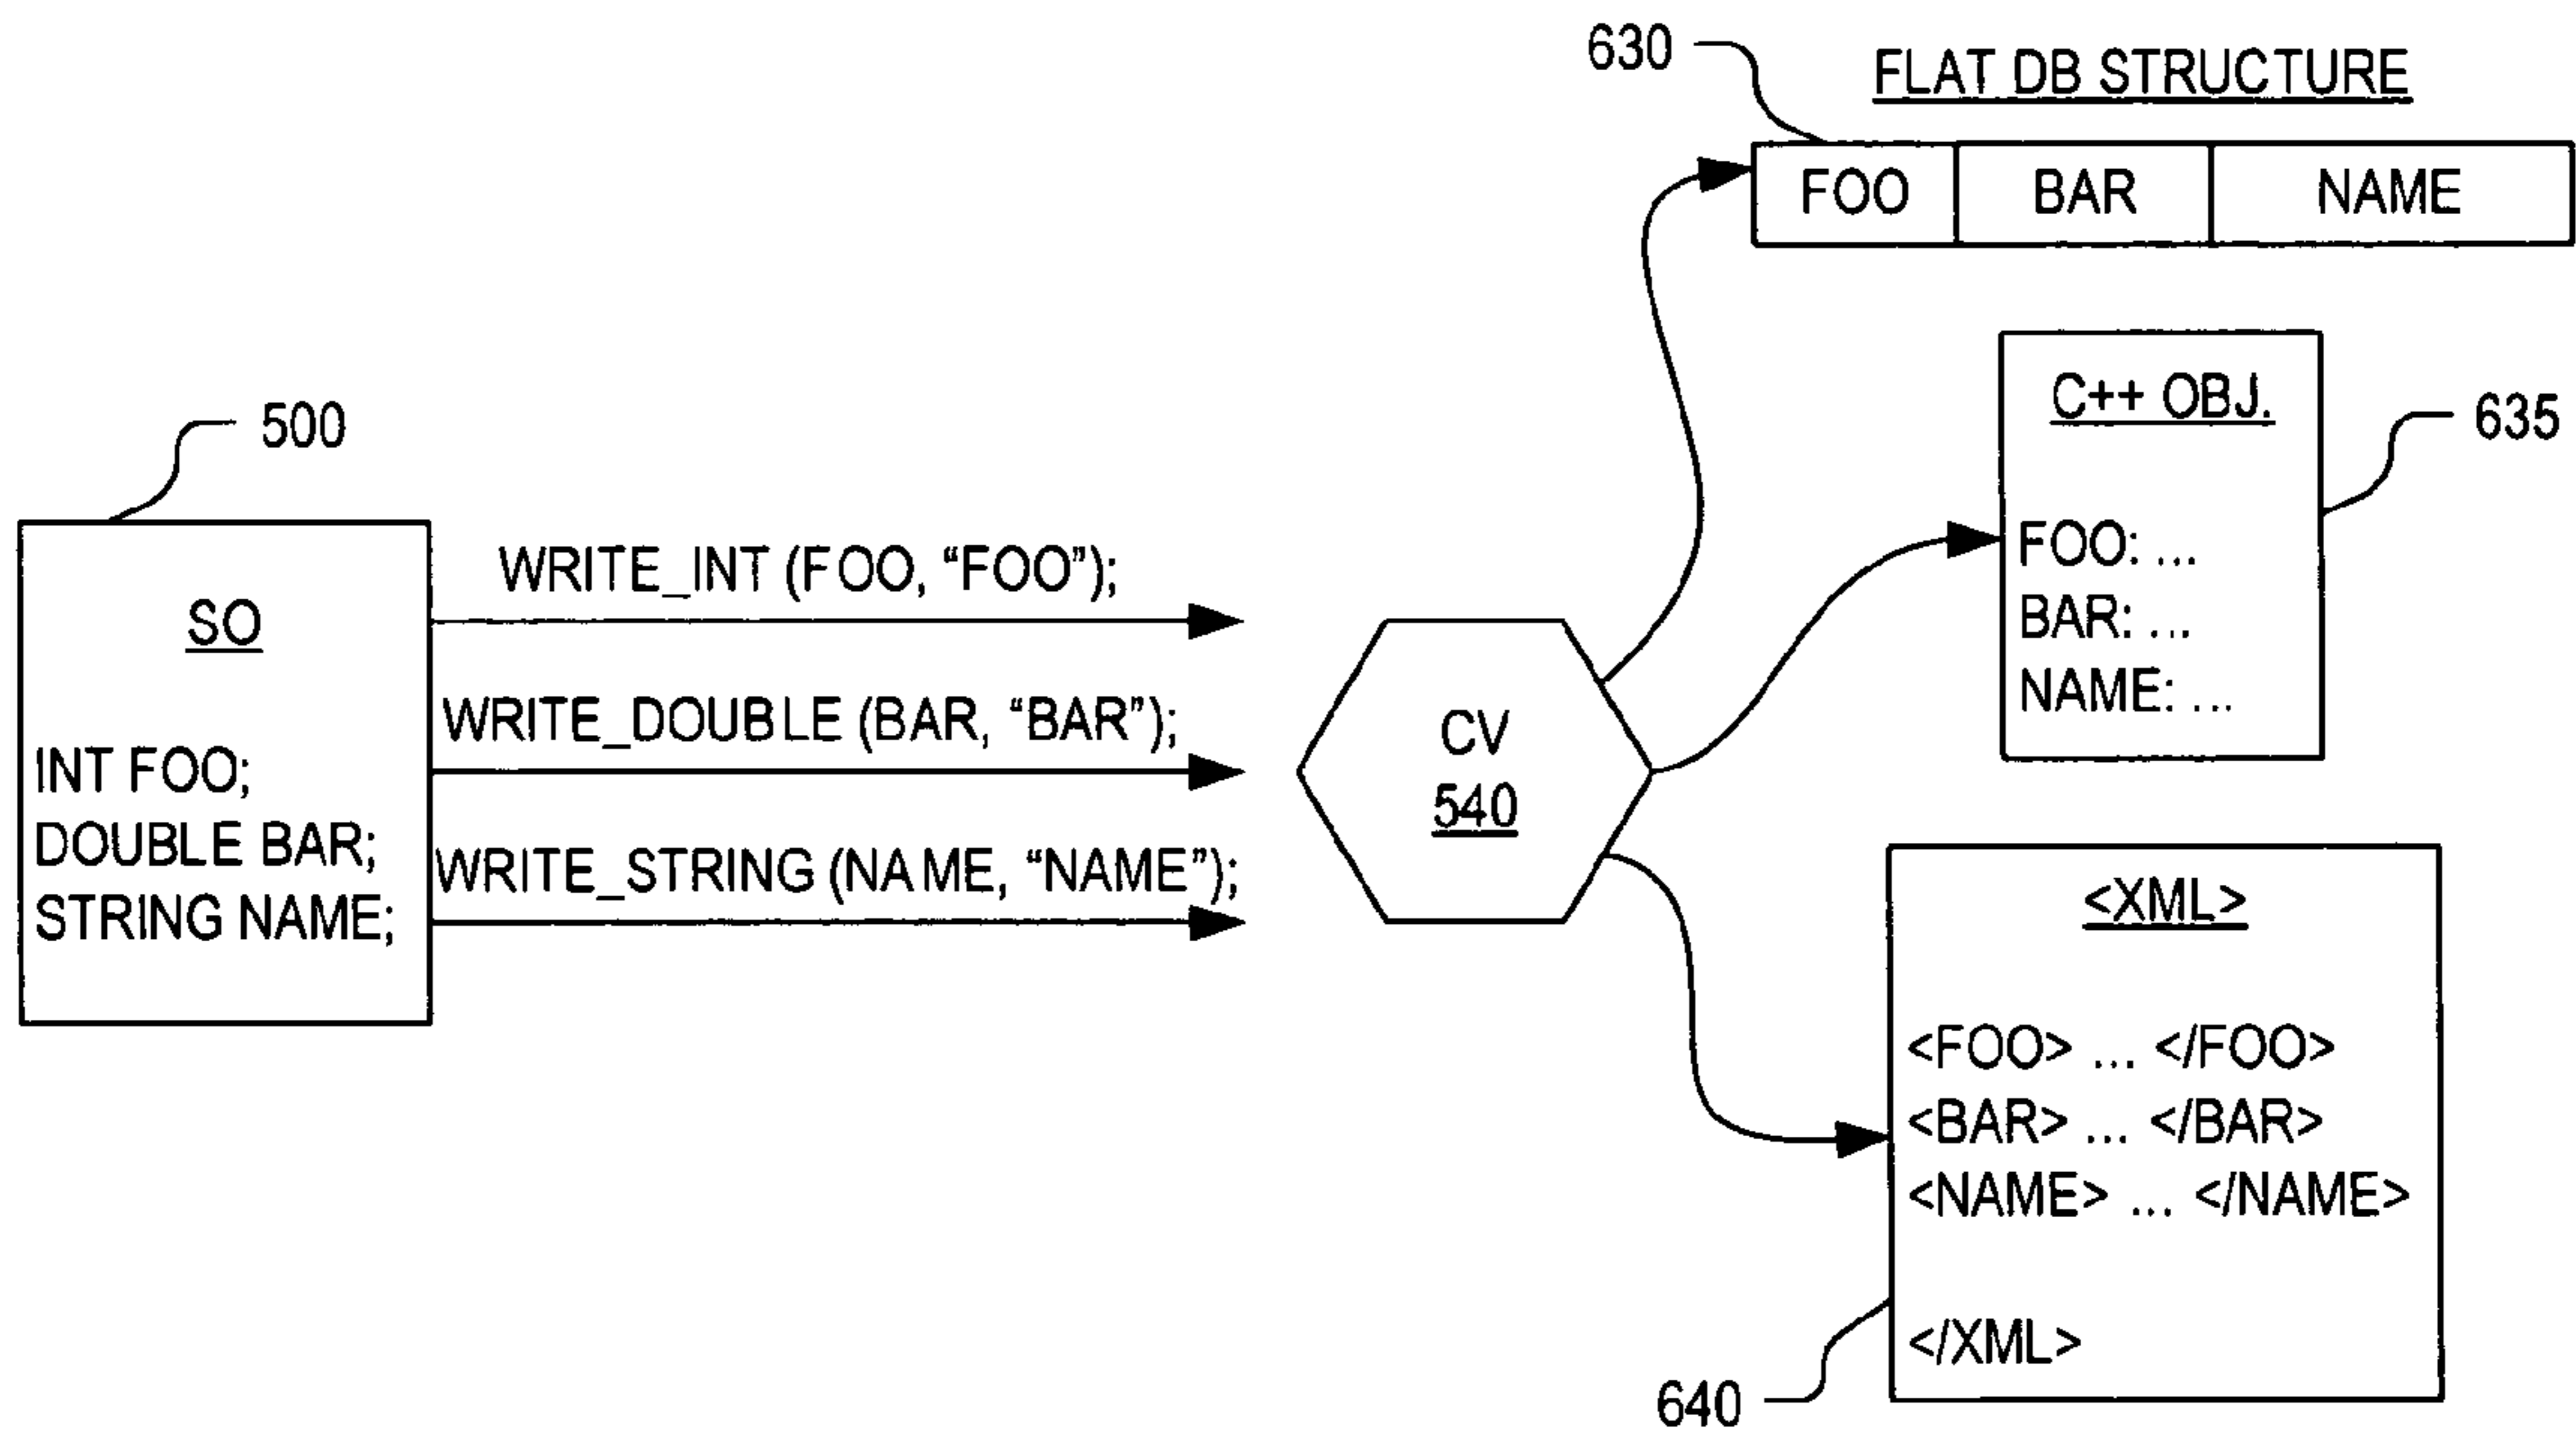 630
FLAT DB STRUCTURE
FOO BAR NAME
C++ OBJ.
635
FOO: ...
BAR: ...
NAME: ...
500
SO
INT FOO;
DOUBLE BAR;
STRING NAME;
WRITE_INT (FOO, “FOO”);
WRITE_DOUBLE (BAR, “BAR”);
WRITE_STRING (NAME, “NAME”);
CV
540
<XML>
<FOO> ... </FOO>
<BAR> ... </BAR>
<NAME> ... </NAME>
</XML>
640